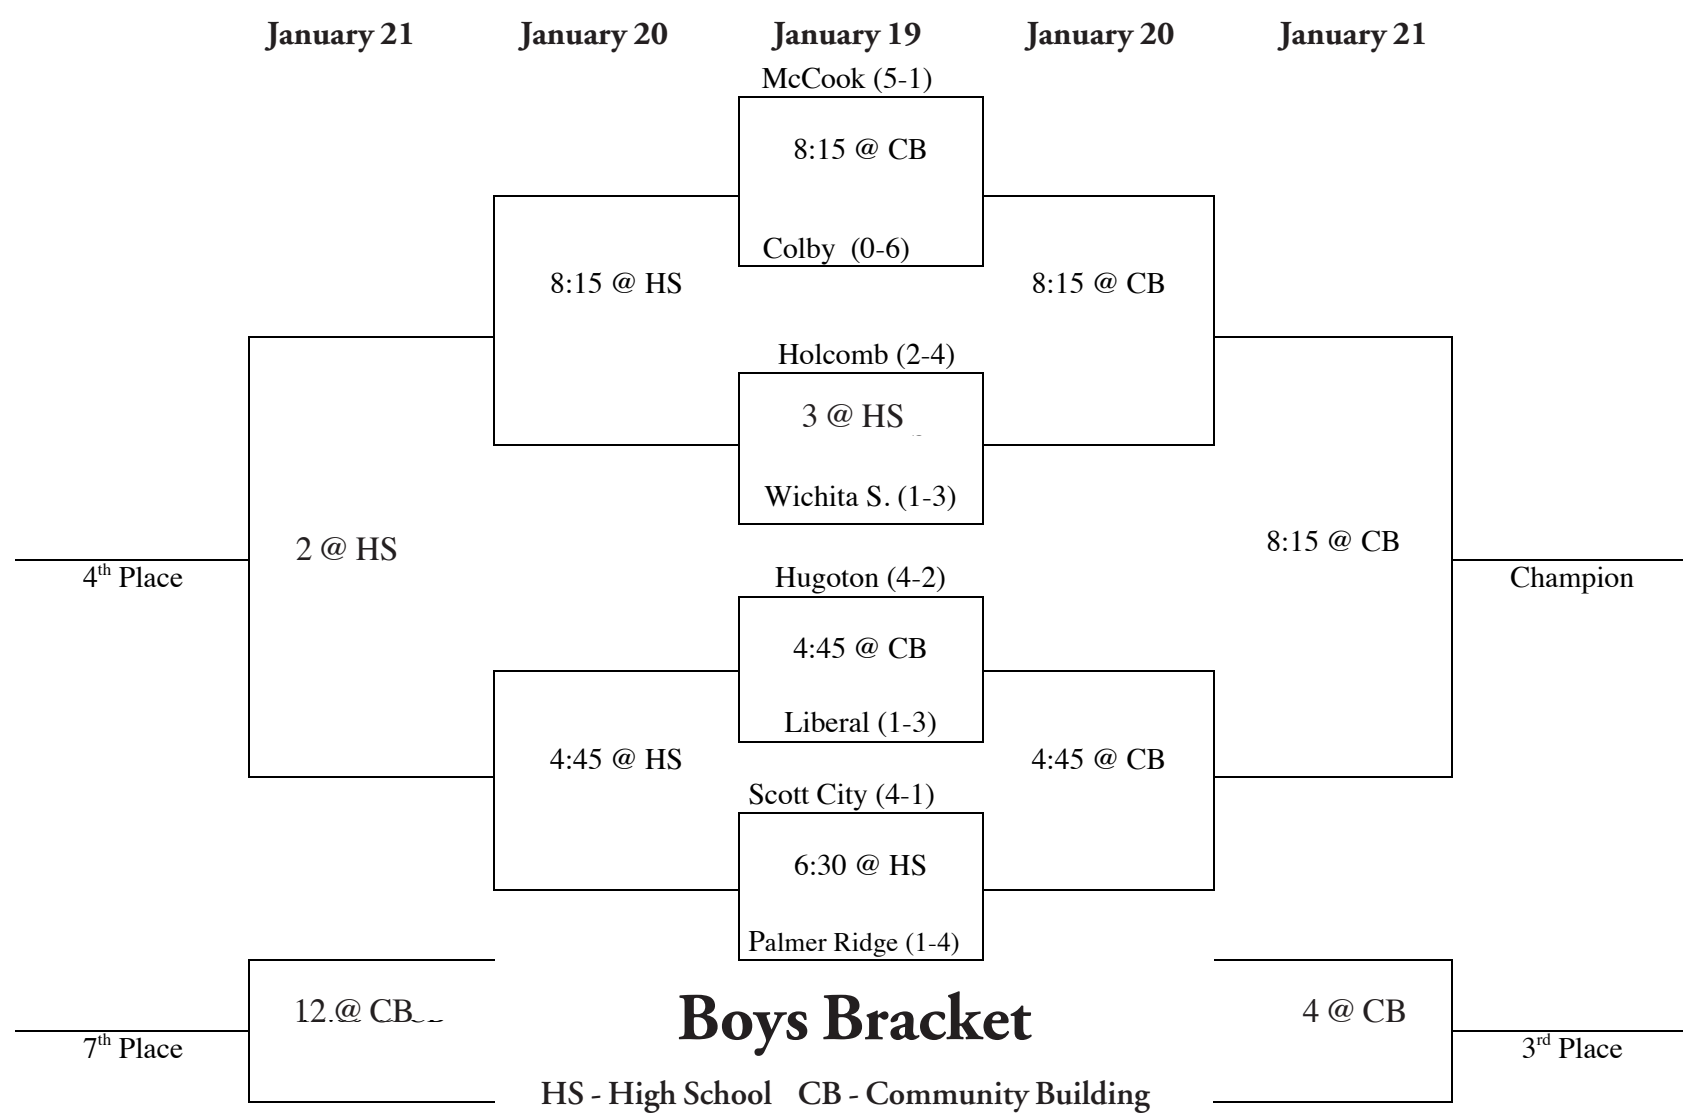 January 21 January 20 January 19 January 20 January 21
McCook (5-1)
8:15 @ CB
Colby (0-6)
8:15 @ HS 8:15 @ CB
Holcomb (2-4)
3 @ HS
Wichita S. (1-3)
2 @ HS 8:15 @ CB
4th Place Hugoton (4-2) Champion
4:45 @ CB
Liberal (1-3)
4:45 @ HS 4:45 @ CB
Scott City (4-1)
6:30 @ HS
Palmer Ridge (1-4)
12 @ CB Boys Bracket 4 @ CB
7th Place 3rd Place
HS - High School CB - Community Building